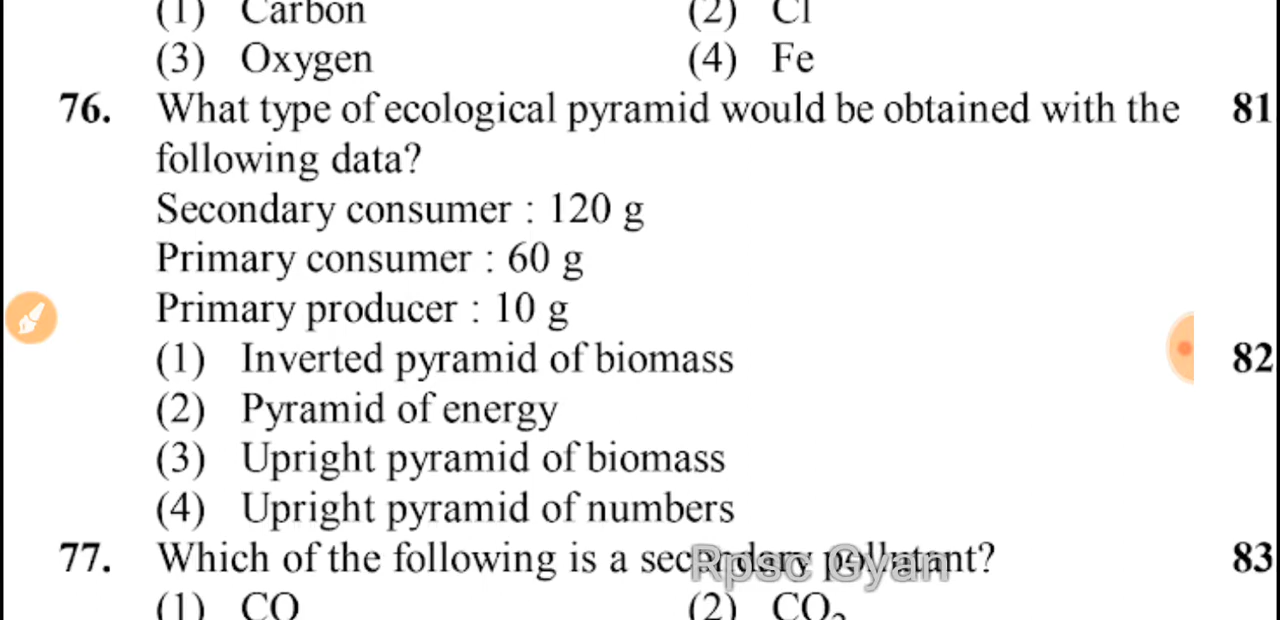 (1) Carbon (2) Cl
(3) Oxygen (4) Fe
76. What type of ecological pyramid would be obtained with the 81
following data?
Secondary consumer : 120 g
Primary consumer : 60 g
Primary producer : 10 g
(1) Inverted pyramid of biomass 82
(2) Pyramid of energy
(3) Upright pyramid of biomass
(4) Upright pyramid of numbers
77. Which of the following is a secondary pollutant? 83
Rpsc Gyan
(1) CO (2) CO₂